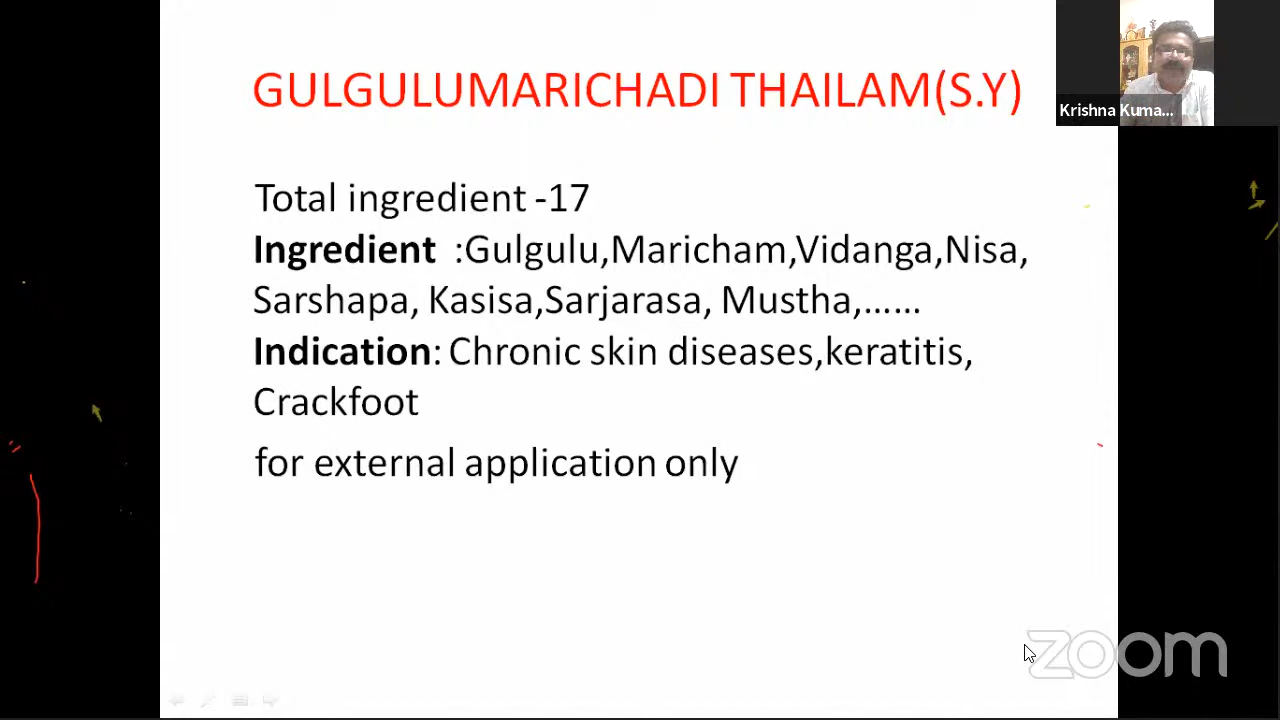 GULGULUMARICHADI THAILAM(S.Y)
Krishna Kuma...
Total ingredient -17
Ingredient :Gulgulu,Maricham,Vidanga,Nisa,
Sarshapa, Kasisa,Sarjarasa, Mustha,......
Indication: Chronic skin diseases,keratitis,
Crackfoot
for external application only
zoom